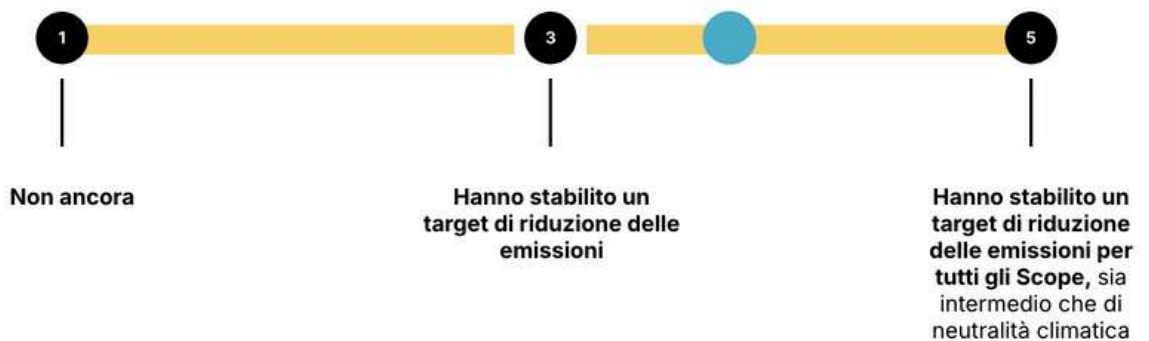 1
3
5
Non ancora
Hanno stabilito un
target di riduzione delle
emissioni
Hanno stabilito un
target di riduzione
delle emissioni per
tutti gli Scope, sia
intermedio che di
neutralità climatica